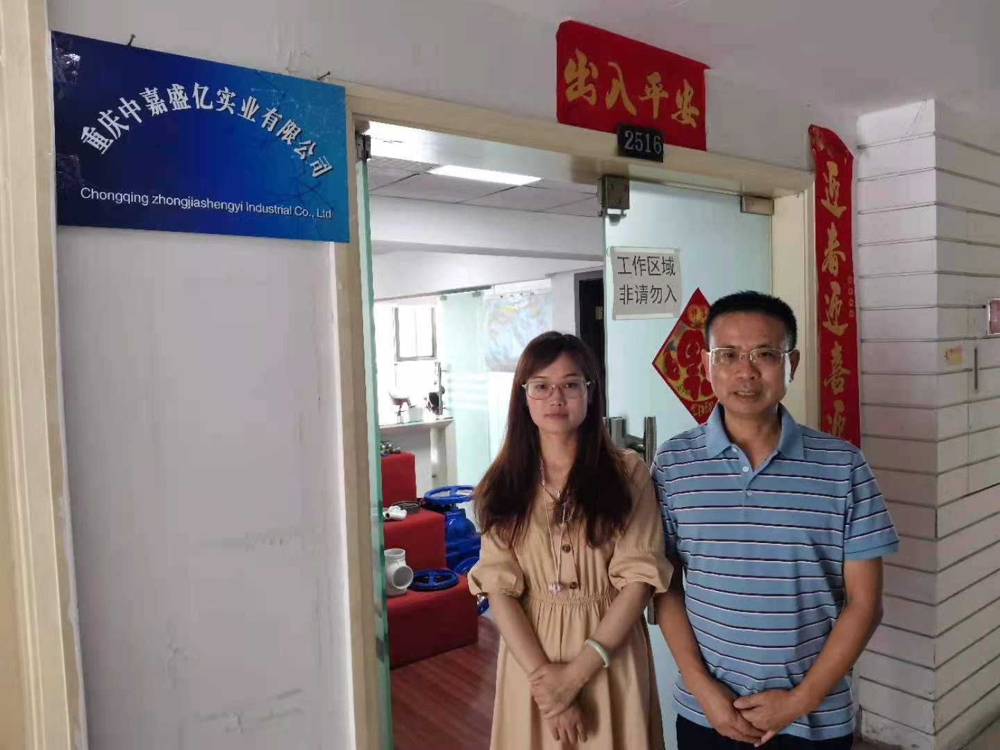 重庆中嘉盛亿实业有限公司
Chongqing zhongjiashengyi Industrial Co., Ltd
出入平安
2516
工作区域
非请勿入
迎春迎喜迎